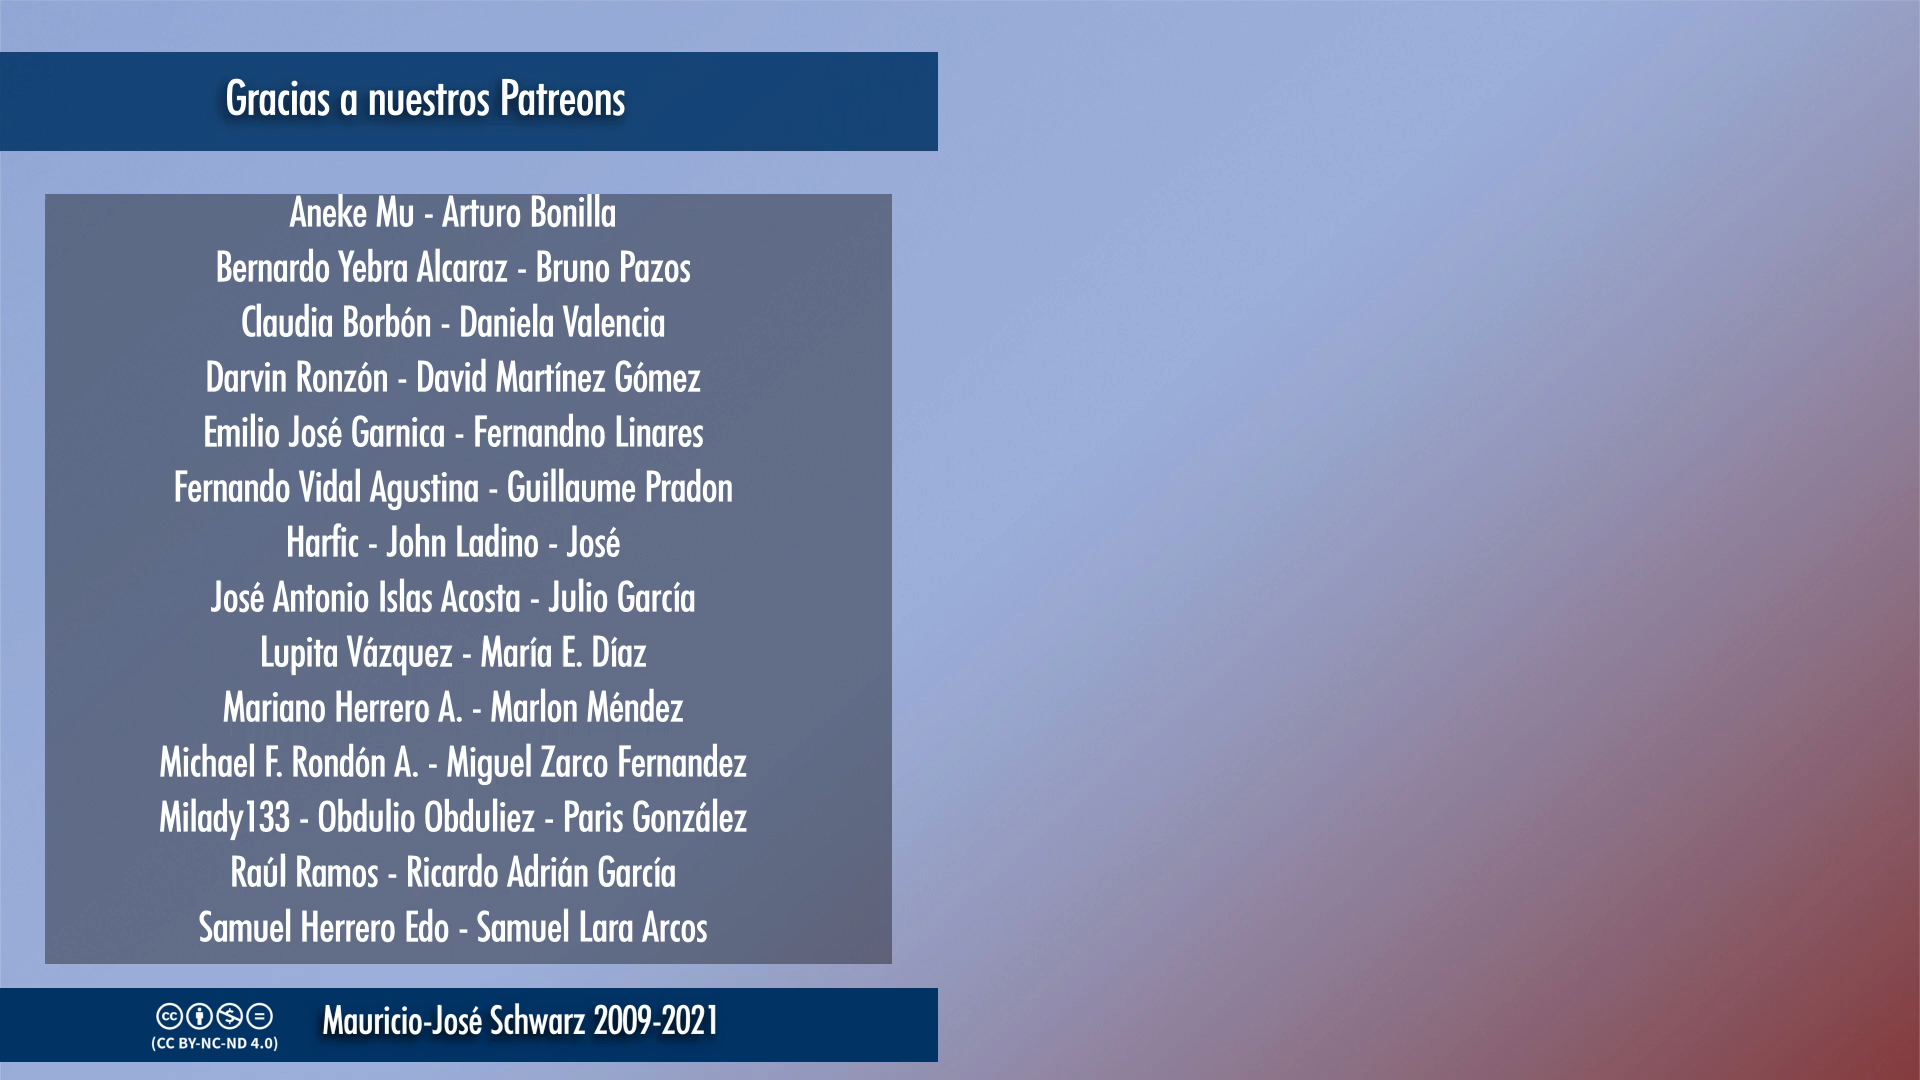 Gracias a nuestros Patreons
Aneke Mu - Arturo Bonilla
Bernardo Yebra Alcaraz - Bruno Pazos
Claudia Borbón - Daniela Valencia
Darvin Ronzón - David Martínez Gómez
Emilio José Garnica - Fernandno Linares
Fernando Vidal Agustina - Guillaume Pradon
Harfic - John Ladino - José
José Antonio Islas Acosta - Julio García
Lupita Vázquez - María E. Díaz
Mariano Herrero A. - Marlon Méndez
Michael F. Rondón A. - Miguel Zarco Fernandez
Milady133 - Obdulio Obduliez - Paris González
Raúl Ramos - Ricardo Adrián García
Samuel Herrero Edo - Samuel Lara Arcos
Mauricio-José Schwarz 2009-2021
(CC BY-NC-ND 4.0)